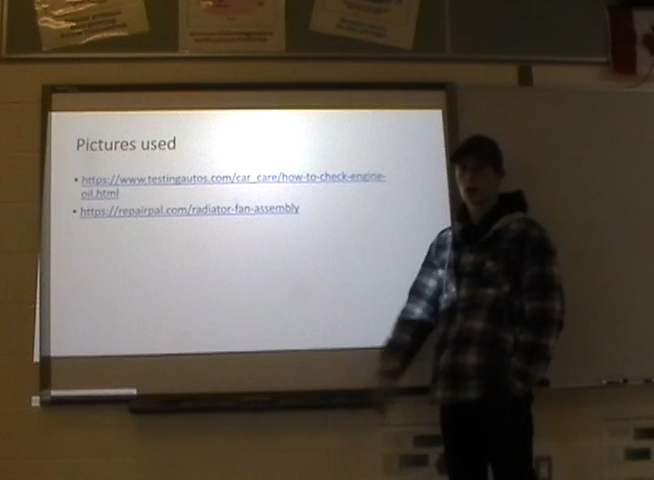 Pictures used
• https://www.testingautos.com/car_care/how-to-check-engine-
oil.html
• https://repairpal.com/radiator-fan-assembly